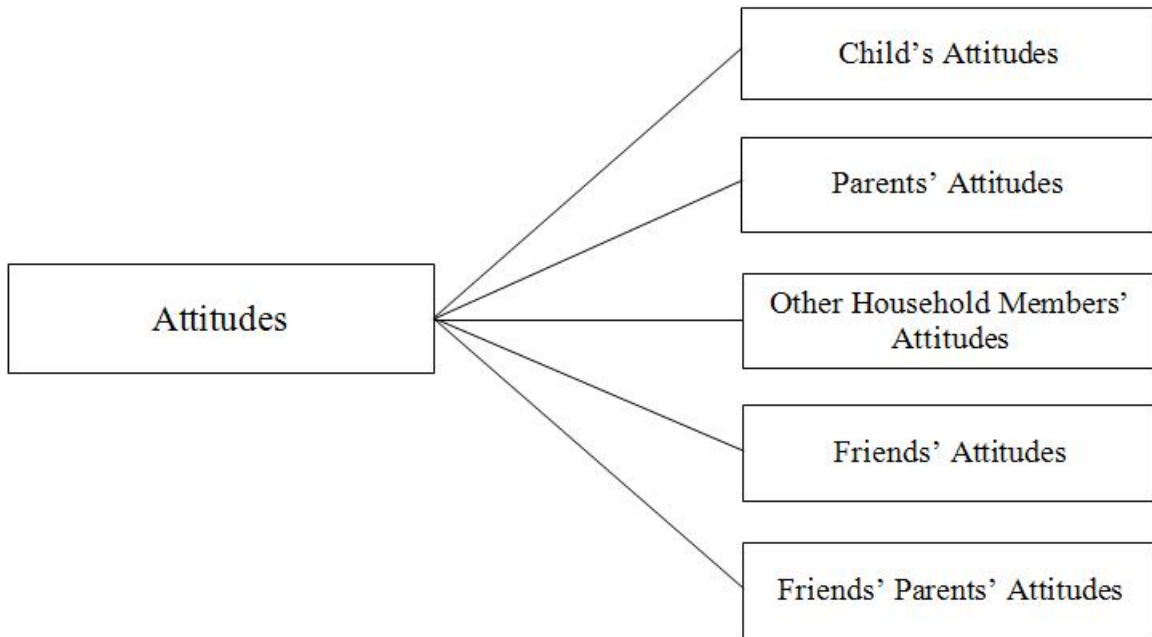 Child’s Attitudes
Parents’ Attitudes
Attitudes
Other Household Members’
Attitudes
Friends’ Attitudes
Friends’ Parents’ Attitudes